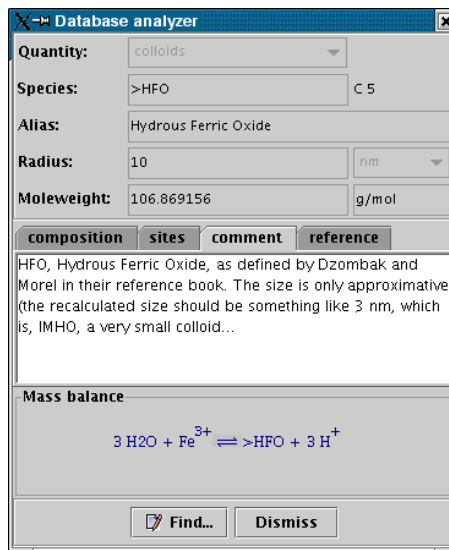 Database analyzer
Quantity: colloids
Species: >HFO C 5
Alias: Hydrous Ferric Oxide
Radius: 10 nm
Moleweight: 106.869156 g/mol
composition sites comment reference
HFO, Hydrous Ferric Oxide, as defined by Dzombak and
Morel in their reference book. The size is only approximative
(the recalculated size should be something like 3 nm, which
is, IMHO, a very small colloid...
Mass balance
3 H2O + Fe³⁺ ⇌ >HFO + 3 H⁺
Find... Dismiss